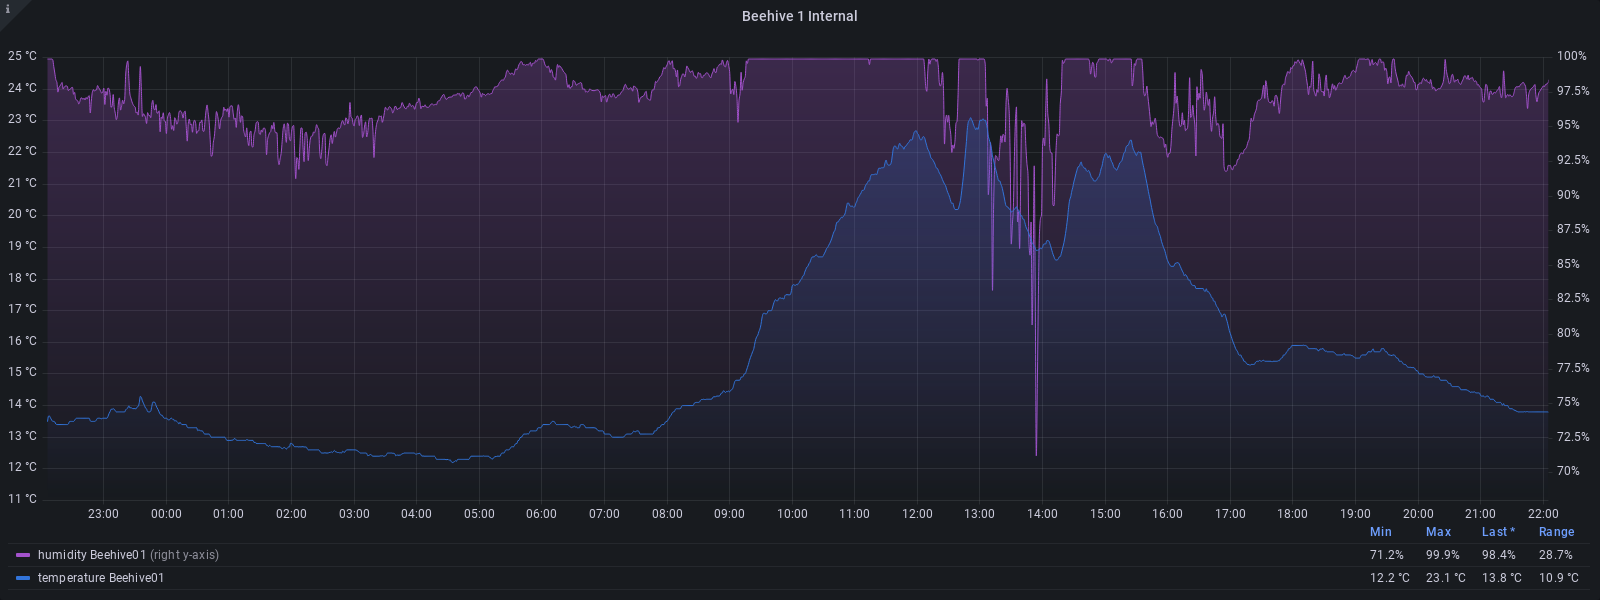 i
Beehive 1 Internal
25 °C 100%
24 °C 97.5%
23 °C 95%
22 °C 92.5%
21 °C 90%
20 °C 87.5%
19 °C 85%
18 °C 82.5%
17 °C 80%
16 °C 77.5%
15 °C 75%
14 °C 72.5%
13 °C 70%
12 °C
11 °C
23:00 00:00 01:00 02:00 03:00 04:00 05:00 06:00 07:00 08:00 09:00 10:00 11:00 12:00 13:00 14:00 15:00 16:00 17:00 18:00 19:00 20:00 21:00 22:00
Min Max Last * Range
humidity Beehive01 (right y-axis) 71.2% 99.9% 98.4% 28.7%
temperature Beehive01 12.2 °C 23.1 °C 13.8 °C 10.9 °C